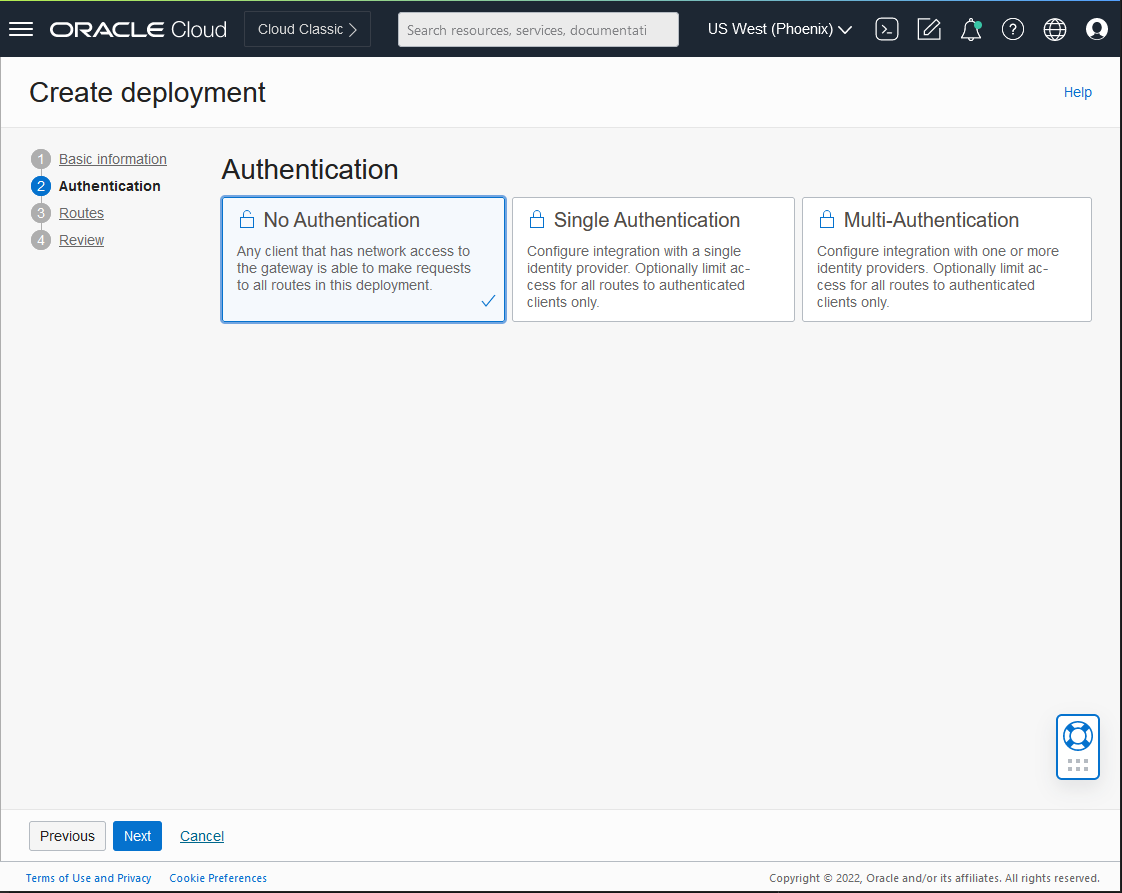 ORACLE Cloud
Cloud Classic
Search resources, services, documentati
US West (Phoenix)
Create deployment
Help
1 Basic information
2 Authentication
3 Routes
4 Review
Authentication
No Authentication
Any client that has network access to
the gateway is able to make requests
to all routes in this deployment.
Single Authentication
Configure integration with a single
identity provider. Optionally limit ac-
cess for all routes to authenticated
clients only.
Multi-Authentication
Configure integration with one or more
identity providers. Optionally limit ac-
cess for all routes to authenticated
clients only.
Previous
Next
Cancel
Terms of Use and Privacy
Cookie Preferences
Copyright © 2022, Oracle and/or its affiliates. All rights reserved.